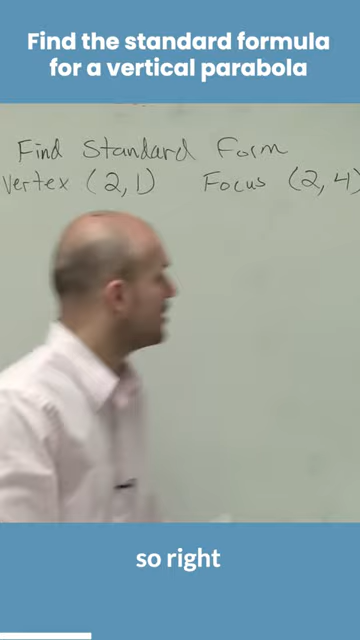 Find the standard formula
for a vertical parabola
Find Standard Form
Vertex (2,1) Focus (2,4)
so right